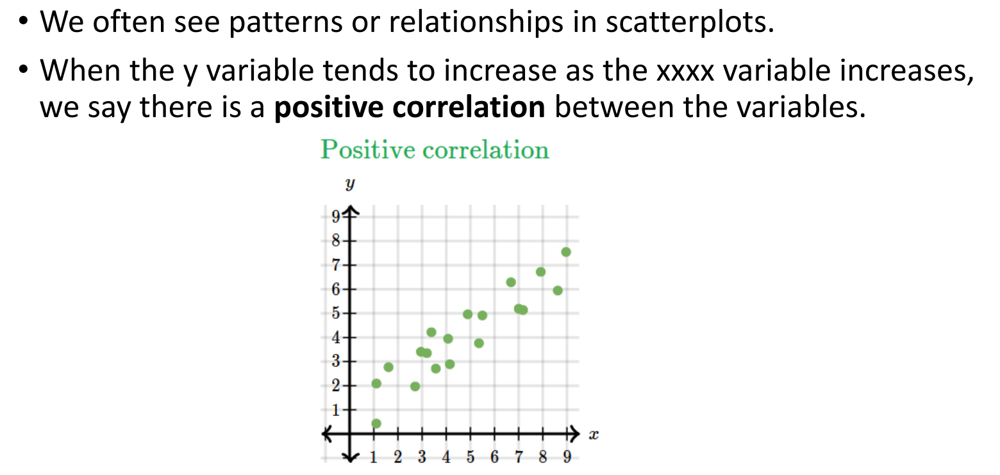 • We often see patterns or relationships in scatterplots.
• When the y variable tends to increase as the xxxx variable increases,
we say there is a positive correlation between the variables.
Positive correlation
y
9
8
7
6
5
4
3
2
1
x
1 2 3 4 5 6 7 8 9